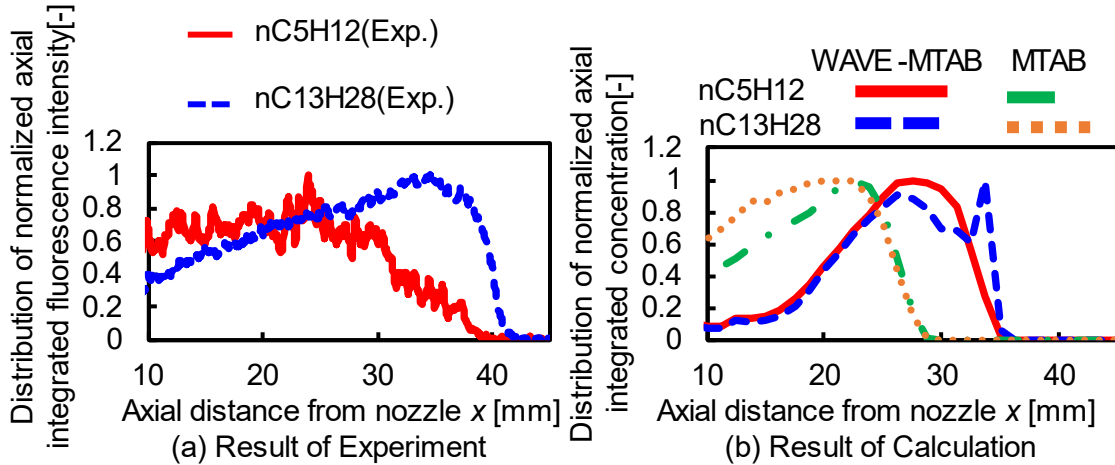 nC5H12(Exp.)
nC13H28(Exp.)
Distribution of normalized axial
integrated fluorescence intensity[-]
1.2
1
0.8
0.6
0.4
0.2
0
10 20 30 40
Axial distance from nozzle x [mm]
(a) Result of Experiment
WAVE -MTAB MTAB
nC5H12
nC13H28
Distribution of normalized axial
integrated concentration[-]
1.2
1
0.8
0.6
0.4
0.2
0
10 20 30 40
Axial distance from nozzle x [mm]
(b) Result of Calculation